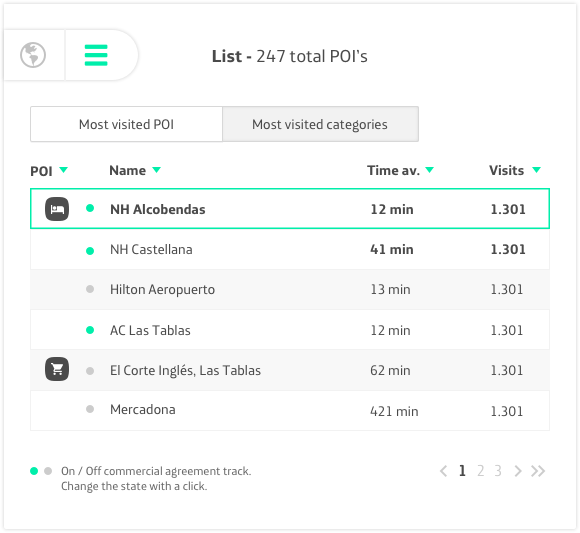 List - 247 total POI's
Most visited POI Most visited categories
POI Name Time av. Visits
NH Alcobendas 12 min 1.301
NH Castellana 41 min 1.301
Hilton Aeropuerto 13 min 1.301
AC Las Tablas 12 min 1.301
El Corte Inglés, Las Tablas 62 min 1.301
Mercadona 421 min 1.301
On / Off commercial agreement track.
Change the state with a click.
1 2 3